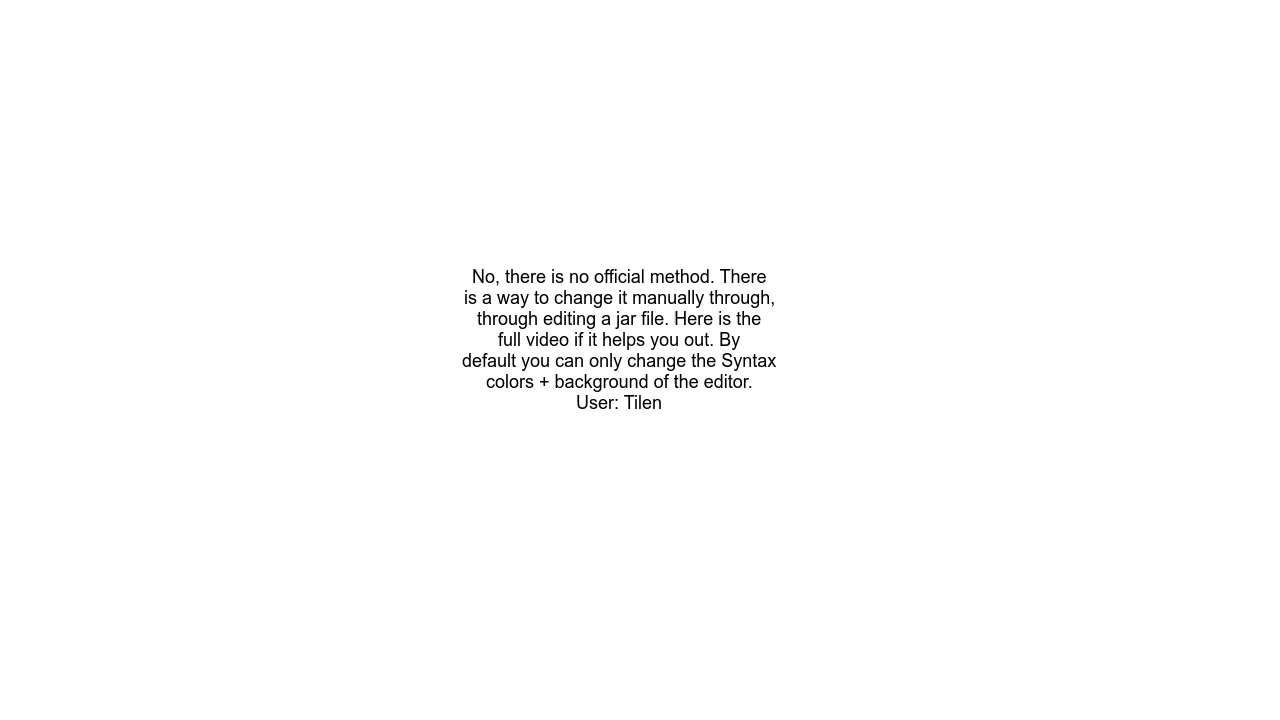 No, there is no official method. There
is a way to change it manually through,
through editing a jar file. Here is the
full video if it helps you out. By
default you can only change the Syntax
colors + background of the editor.
User: Tilen